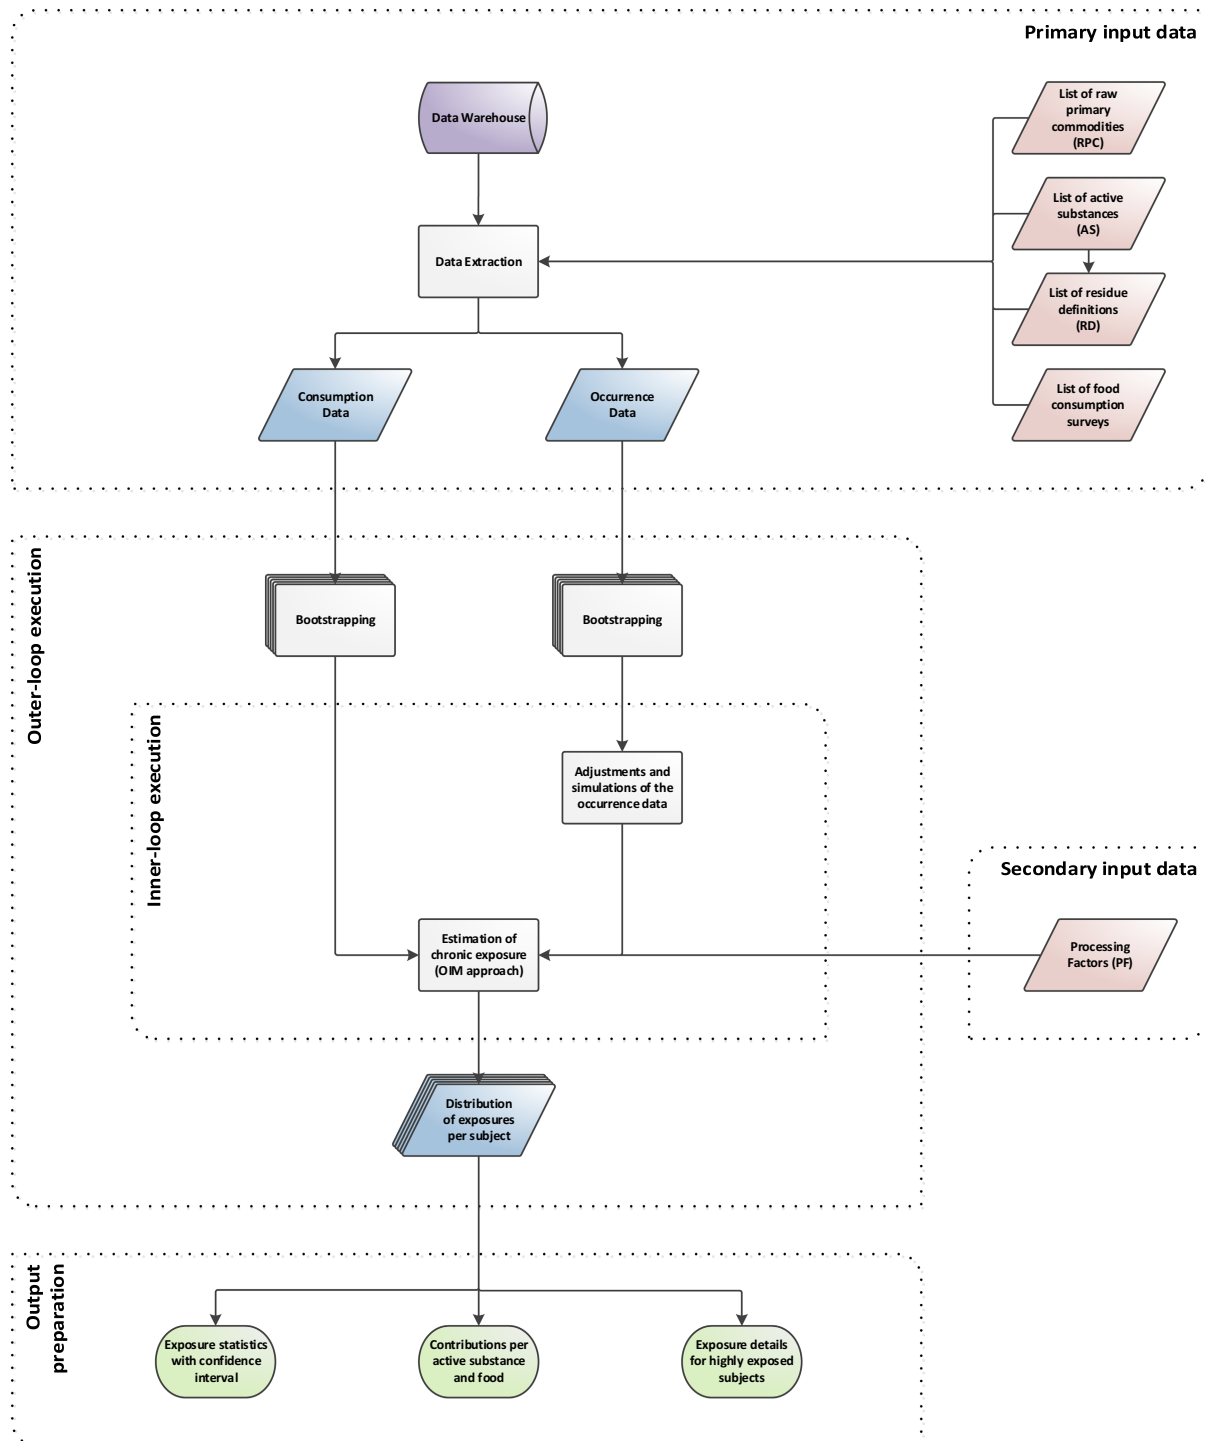 Primary input data
Data Warehouse
List of raw
primary
commodities
(RPC)
List of active
substances
(AS)
Data Extraction
List of residue
definitions
(RD)
Consumption
Data
Occurrence
Data
List of food
consumption
surveys
Outer-loop execution
Bootstrapping
Bootstrapping
Inner-loop execution
Adjustments and
simulations of the
occurrence data
Secondary input data
Estimation of
chronic exposure
(OIM approach)
Processing
Factors (PF)
Distribution
of exposures
per subject
Output
preparation
Exposure statistics
with confidence
interval
Contributions per
active substance
and food
Exposure details
for highly exposed
subjects